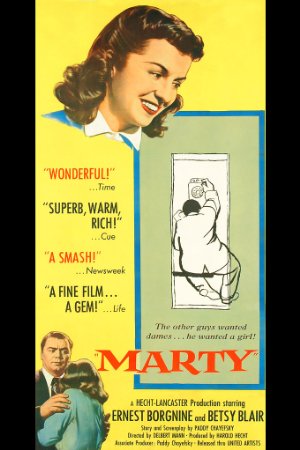 "WONDERFUL!"
...Time
"SUPERB, WARM,
RICH!"
...Cue
"A SMASH!"
...Newsweek
"A FINE FILM...
A GEM!" ...Life
The other guys wanted
dames... he wanted a girl!
"MARTY"
A HECHT-LANCASTER Production starring
ERNEST BORGNINE and BETSY BLAIR
Story and Screenplay by PADDY CHAYEFSKY
Directed by DELBERT MANN · Produced by HAROLD HECHT
Associate Producer: Paddy Chayefsky · Released thru UNITED ARTISTS